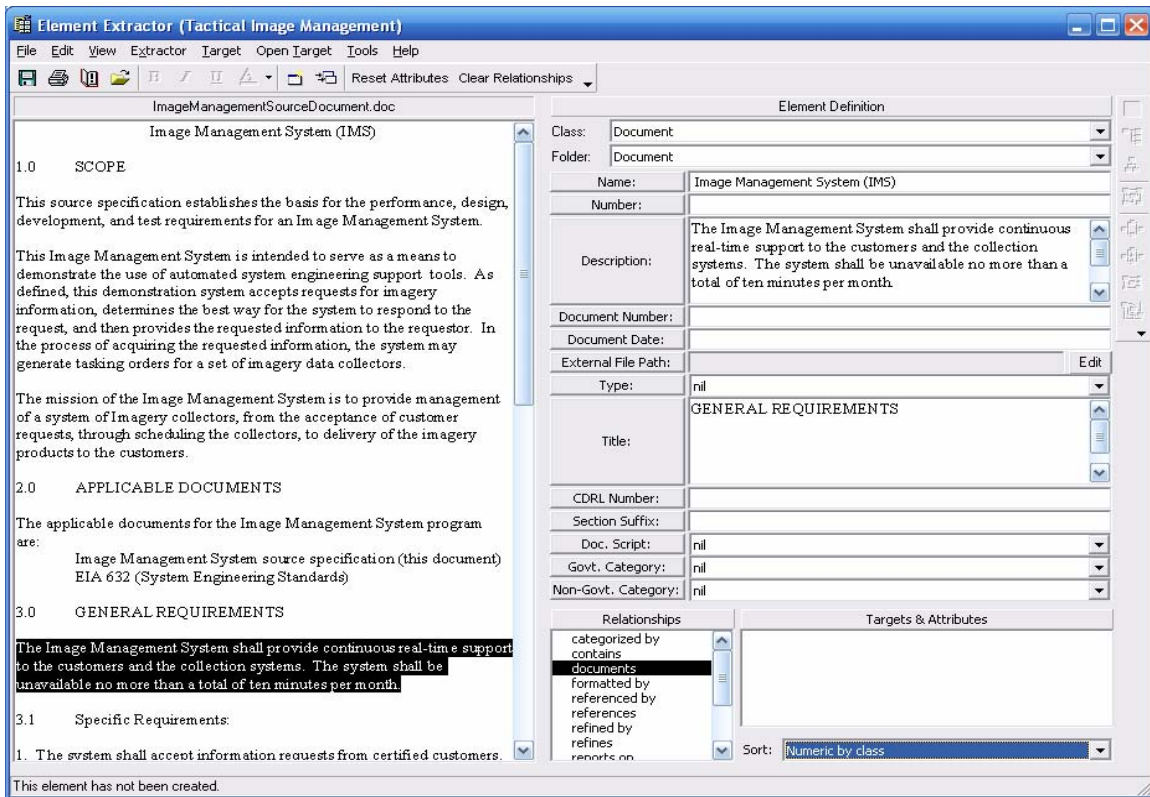 Element Extractor (Tactical Image Management)
File Edit View Extractor Target Open Target Tools Help
B I U A Reset Attributes Clear Relationships
ImageManagementSourceDocument.doc
Image Management System (IMS)
1.0 SCOPE
This source specification establishes the basis for the performance, design,
development, and test requirements for an Image Management System.
This Image Management System is intended to serve as a means to
demonstrate the use of automated system engineering support tools. As
defined, this demonstration system accepts requests for imagery
information, determines the best way for the system to respond to the
request, and then provides the requested information to the requestor. In
the process of acquiring the requested information, the system may
generate tasking orders for a set of imagery data collectors.
The mission of the Image Management System is to provide management
of a system of Imagery collectors, from the acceptance of customer
requests, through scheduling the collectors, to delivery of the imagery
products to the customers.
2.0 APPLICABLE DOCUMENTS
The applicable documents for the Image Management System program
are:
Image Management System source specification (this document)
EIA 632 (System Engineering Standards)
3.0 GENERAL REQUIREMENTS
The Image Management System shall provide continuous real-time support
to the customers and the collection systems. The system shall be
unavailable no more than a total of ten minutes per month.
3.1 Specific Requirements:
1. The system shall accept information requests from certified customers.
Element Definition
Class: Document
Folder: Document
Name: Image Management System (IMS)
Number:
Description: The Image Management System shall provide continuous
real-time support to the customers and the collection
systems. The system shall be unavailable no more than a
total of ten minutes per month.
Document Number:
Document Date:
External File Path: Edit
Type: nil
Title: GENERAL REQUIREMENTS
CDRL Number:
Section Suffix:
Doc. Script: nil
Govt. Category: nil
Non-Govt. Category: nil
Relationships
categorized by
contains
documents
formatted by
referenced by
references
refined by
refines
reports on
Targets & Attributes
Sort: Numeric by class
This element has not been created.